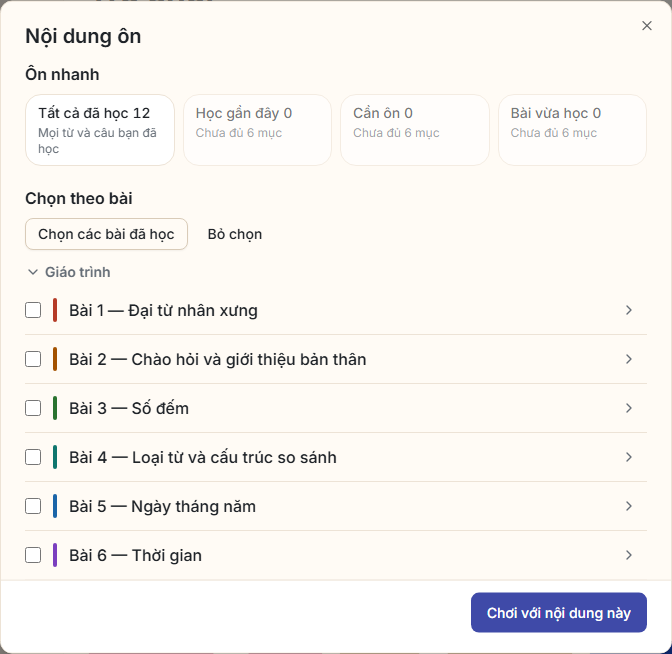 Nội dung ôn
Ôn nhanh
Tất cả đã học 12
Mọi từ và câu bạn đã
học
Học gần đây 0
Chưa đủ 6 mục
Cần ôn 0
Chưa đủ 6 mục
Bài vừa học 0
Chưa đủ 6 mục
Chọn theo bài
Chọn các bài đã học
Bỏ chọn
Giáo trình
Bài 1 — Đại từ nhân xưng
Bài 2 — Chào hỏi và giới thiệu bản thân
Bài 3 — Số đếm
Bài 4 — Loại từ và cấu trúc so sánh
Bài 5 — Ngày tháng năm
Bài 6 — Thời gian
Chơi với nội dung này